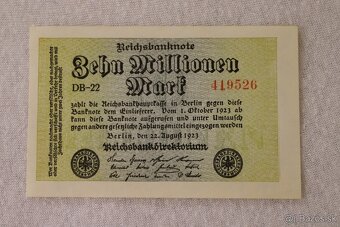 Reichsbanknote
Zehn Millionen
Mark
DB-22
419526
zahlt die Reichsbankhauptkasse in Berlin gegen diese
Banknote dem Einlieferer. Vom 1. Oktober 1923 ab
kann diese Banknote aufgerufen und unter Umtausch
gegen andere gesetzliche Zahlungsmittel eingezogen werden
Berlin, den 22. August 1923
Reichsbankdirektorium